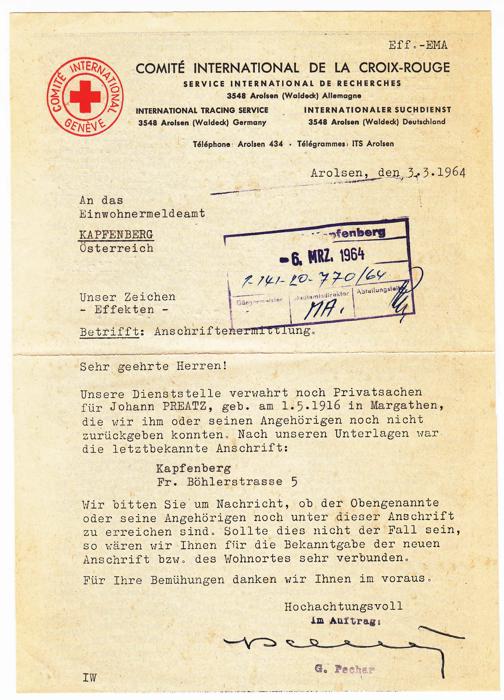 Eff.-EMA
COMITÉ INTERNATIONAL GENÈVE
COMITÉ INTERNATIONAL DE LA CROIX-ROUGE
SERVICE INTERNATIONAL DE RECHERCHES
3548 Arolsen (Waldeck) Allemagne
INTERNATIONAL TRACING SERVICE INTERNATIONALER SUCHDIENST
3548 Arolsen (Waldeck) Germany 3548 Arolsen (Waldeck) Deutschland
Téléphone: Arolsen 434 · Télégrammes: ITS Arolsen
Arolsen, den 3.3.1964
An das
Einwohnermeldeamt
KAPFENBERG
Österreich
Kapfenberg
-6. MRZ. 1964
Bürgermeister Stadtamtsdirektor Abteilungsleiter
MA.
Unser Zeichen
- Effekten -
Betrifft: Anschriftenermittlung.
Sehr geehrte Herren!
Unsere Dienststelle verwahrt noch Privatsachen
für Johann PREATZ, geb. am 1.5.1916 in Margathen,
die wir ihm oder seinen Angehörigen noch nicht
zurückgeben konnten. Nach unseren Unterlagen war
die letztbekannte Anschrift:
Kapfenberg
Fr. Böhlerstrasse 5
Wir bitten Sie um Nachricht, ob der Obengenannte
oder seine Angehörigen noch unter dieser Anschrift
zu erreichen sind. Sollte dies nicht der Fall sein,
so wären wir Ihnen für die Bekanntgabe der neuen
Anschrift bzw. des Wohnortes sehr verbunden.
Für Ihre Bemühungen danken wir Ihnen im voraus.
Hochachtungsvoll
im Auftrag:
G. Pechar
IW